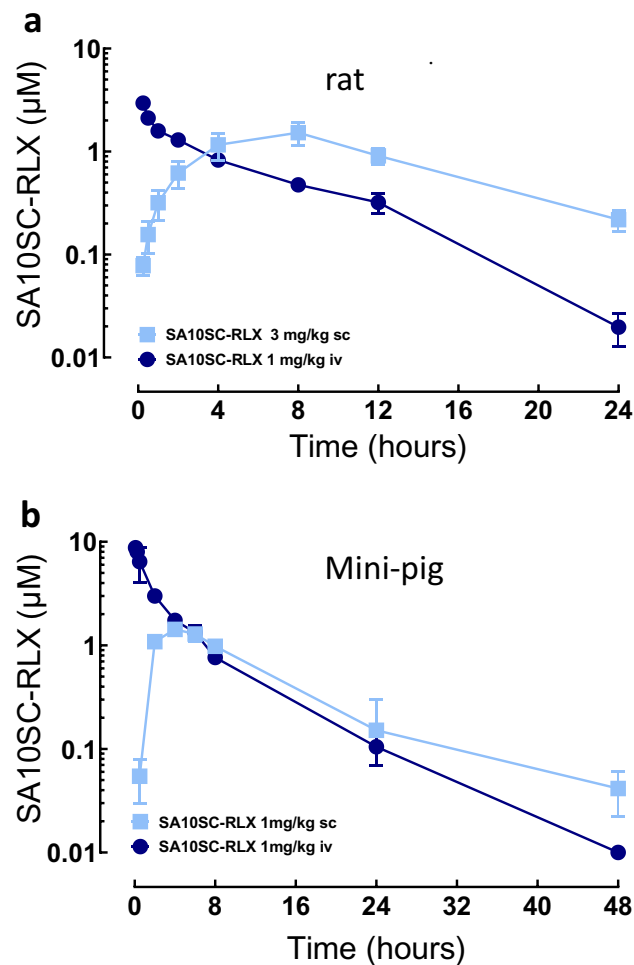 a
rat
10
1
0.1
0.01
SA10SC-RLX (µM)
SA10SC-RLX 3 mg/kg sc
SA10SC-RLX 1 mg/kg iv
0 4 8 12 16 20 24
Time (hours)
b
Mini-pig
10
1
0.1
0.01
SA10SC-RLX (µM)
SA10SC-RLX 1mg/kg sc
SA10SC-RLX 1mg/kg iv
0 8 16 24 32 40 48
Time (hours)